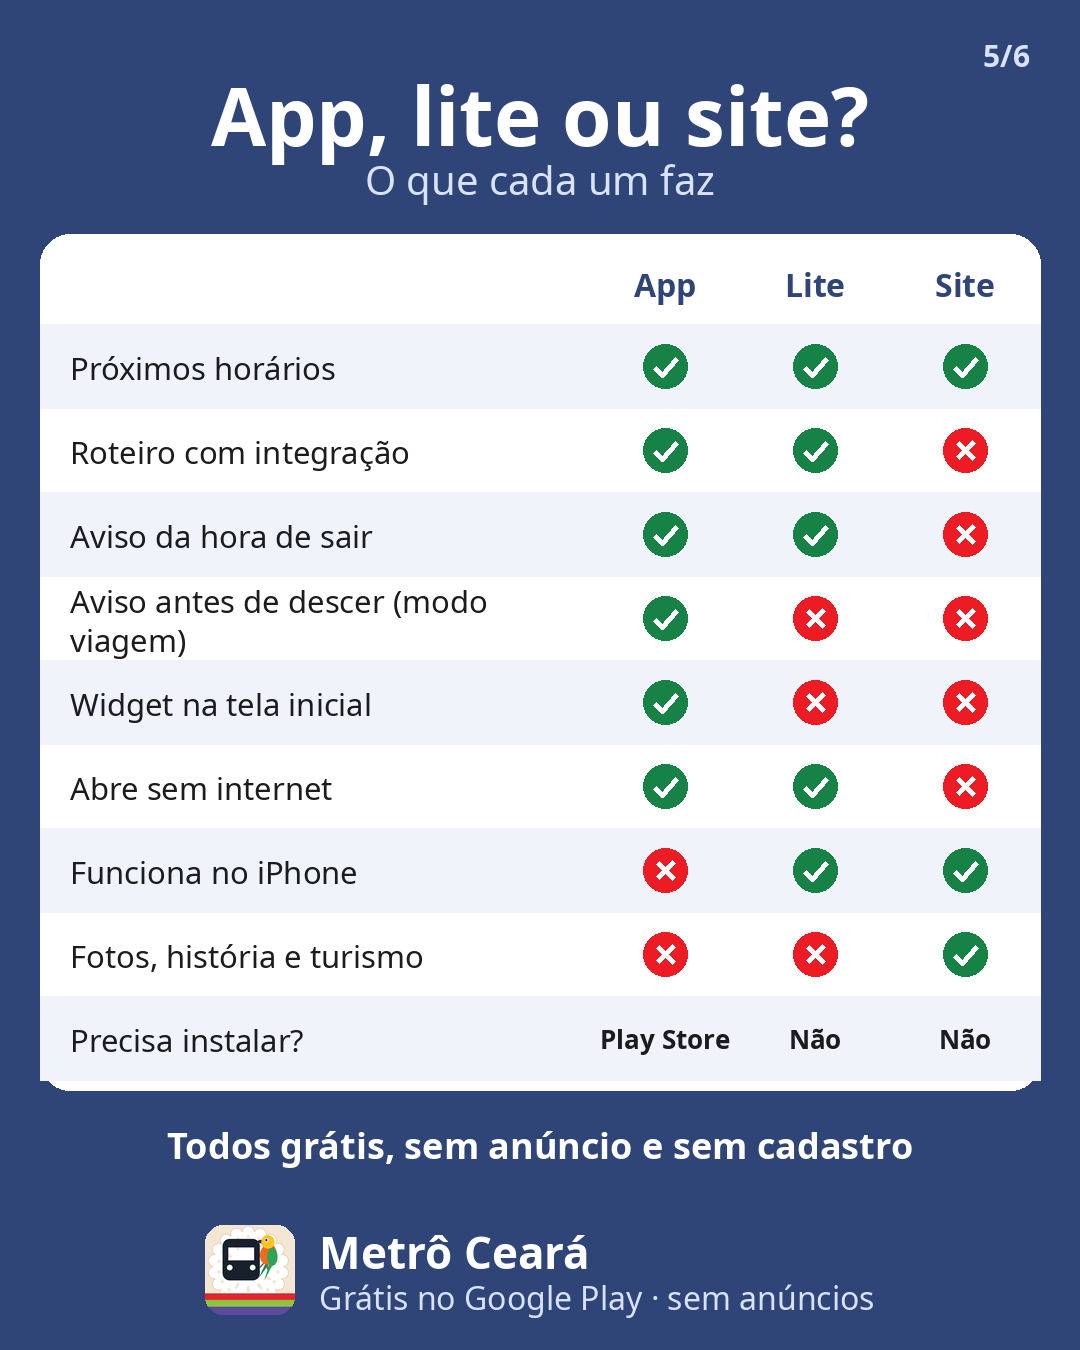 5/6
App, lite ou site?
O que cada um faz
App Lite Site
Próximos horários
Roteiro com integração
Aviso da hora de sair
Aviso antes de descer (modo
viagem)
Widget na tela inicial
Abre sem internet
Funciona no iPhone
Fotos, história e turismo
Precisa instalar? Play Store Não Não
Todos grátis, sem anúncio e sem cadastro
Metrô Ceará
Grátis no Google Play · sem anúncios